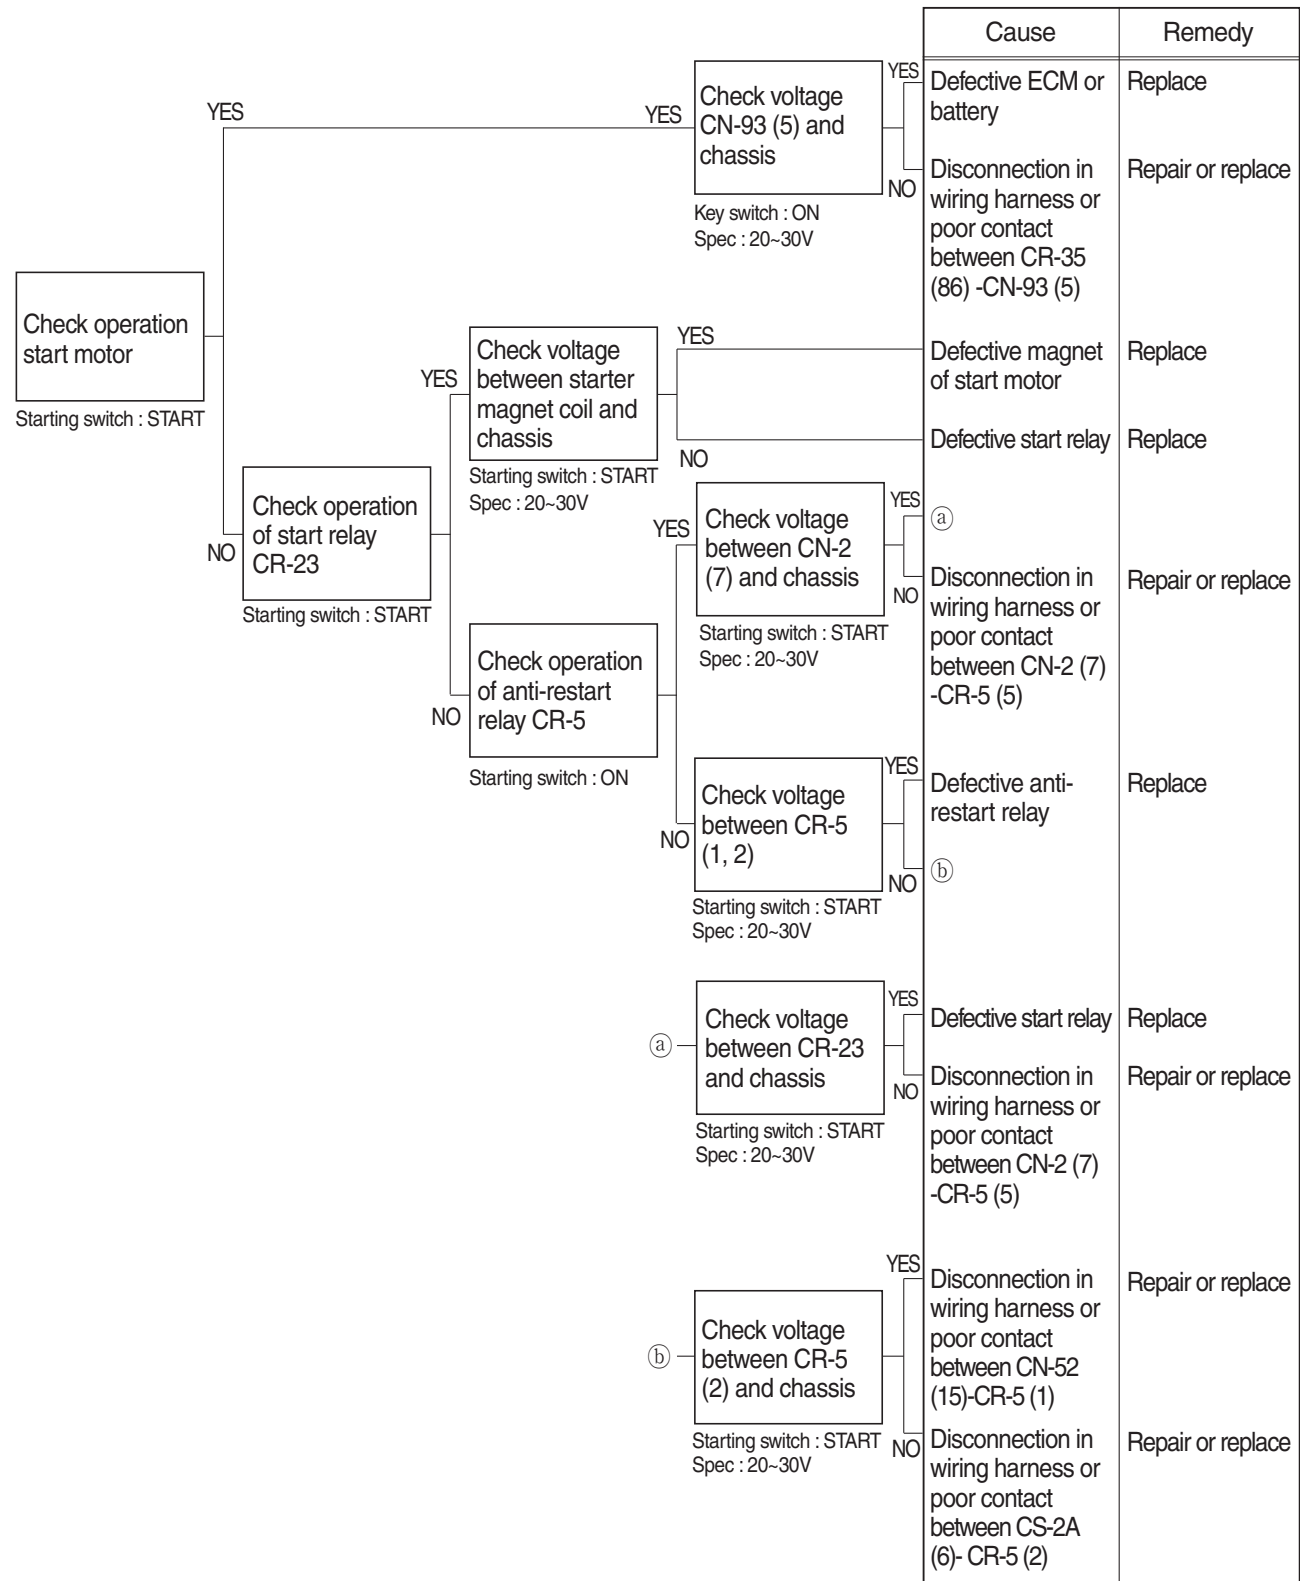 Cause
Remedy
YES
YES
Check voltage
CN-93 (5) and
chassis
Key switch : ON
Spec : 20~30V
YES
Defective ECM or
battery
Replace
NO
Disconnection in
wiring harness or
poor contact
between CR-35
(86) -CN-93 (5)
Repair or replace
Check operation
start motor
Starting switch : START
YES
Check voltage
between starter
magnet coil and
chassis
Starting switch : START
Spec : 20~30V
YES
Defective magnet
of start motor
Replace
NO
Defective start relay
Replace
NO
Check operation
of start relay
CR-23
Starting switch : START
YES
Check voltage
between CN-2
(7) and chassis
Starting switch : START
Spec : 20~30V
YES
ⓐ
NO
Disconnection in
wiring harness or
poor contact
between CN-2 (7)
-CR-5 (5)
Repair or replace
NO
Check operation
of anti-restart
relay CR-5
Starting switch : ON
NO
Check voltage
between CR-5
(1, 2)
Starting switch : START
Spec : 20~30V
YES
Defective anti-
restart relay
Replace
NO
ⓑ
ⓐ
Check voltage
between CR-23
and chassis
Starting switch : START
Spec : 20~30V
YES
Defective start relay
Replace
NO
Disconnection in
wiring harness or
poor contact
between CN-2 (7)
-CR-5 (5)
Repair or replace
ⓑ
Check voltage
between CR-5
(2) and chassis
Starting switch : START
Spec : 20~30V
YES
Disconnection in
wiring harness or
poor contact
between CN-52
(15)-CR-5 (1)
Repair or replace
NO
Disconnection in
wiring harness or
poor contact
between CS-2A
(6)- CR-5 (2)
Repair or replace